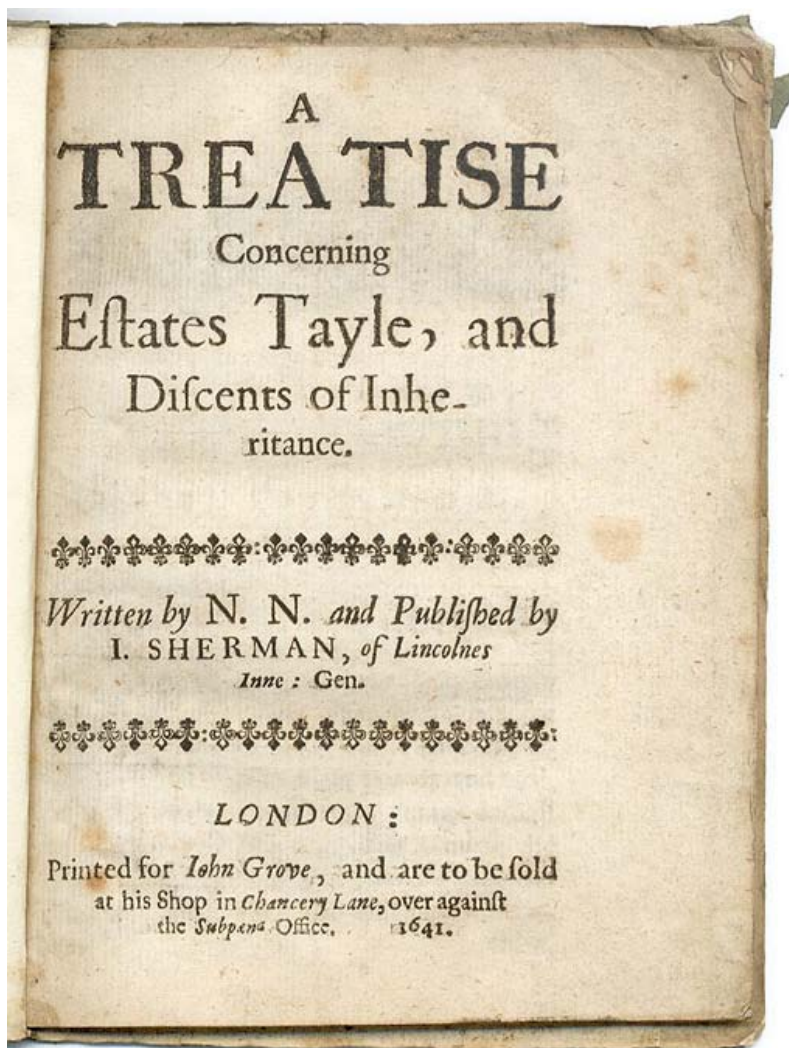 A
TREATISE
Concerning
Eſtates Tayle, and
Diſcents of Inhe-
ritance.
Written by N. N. and Publiſhed by
I. SHERMAN, of Lincolnes
Inne : Gen.
LONDON :
Printed for Iohn Grove, and are to be ſold
at his Shop in Chancery Lane, over againſt
the Subpæna Office. 1641.